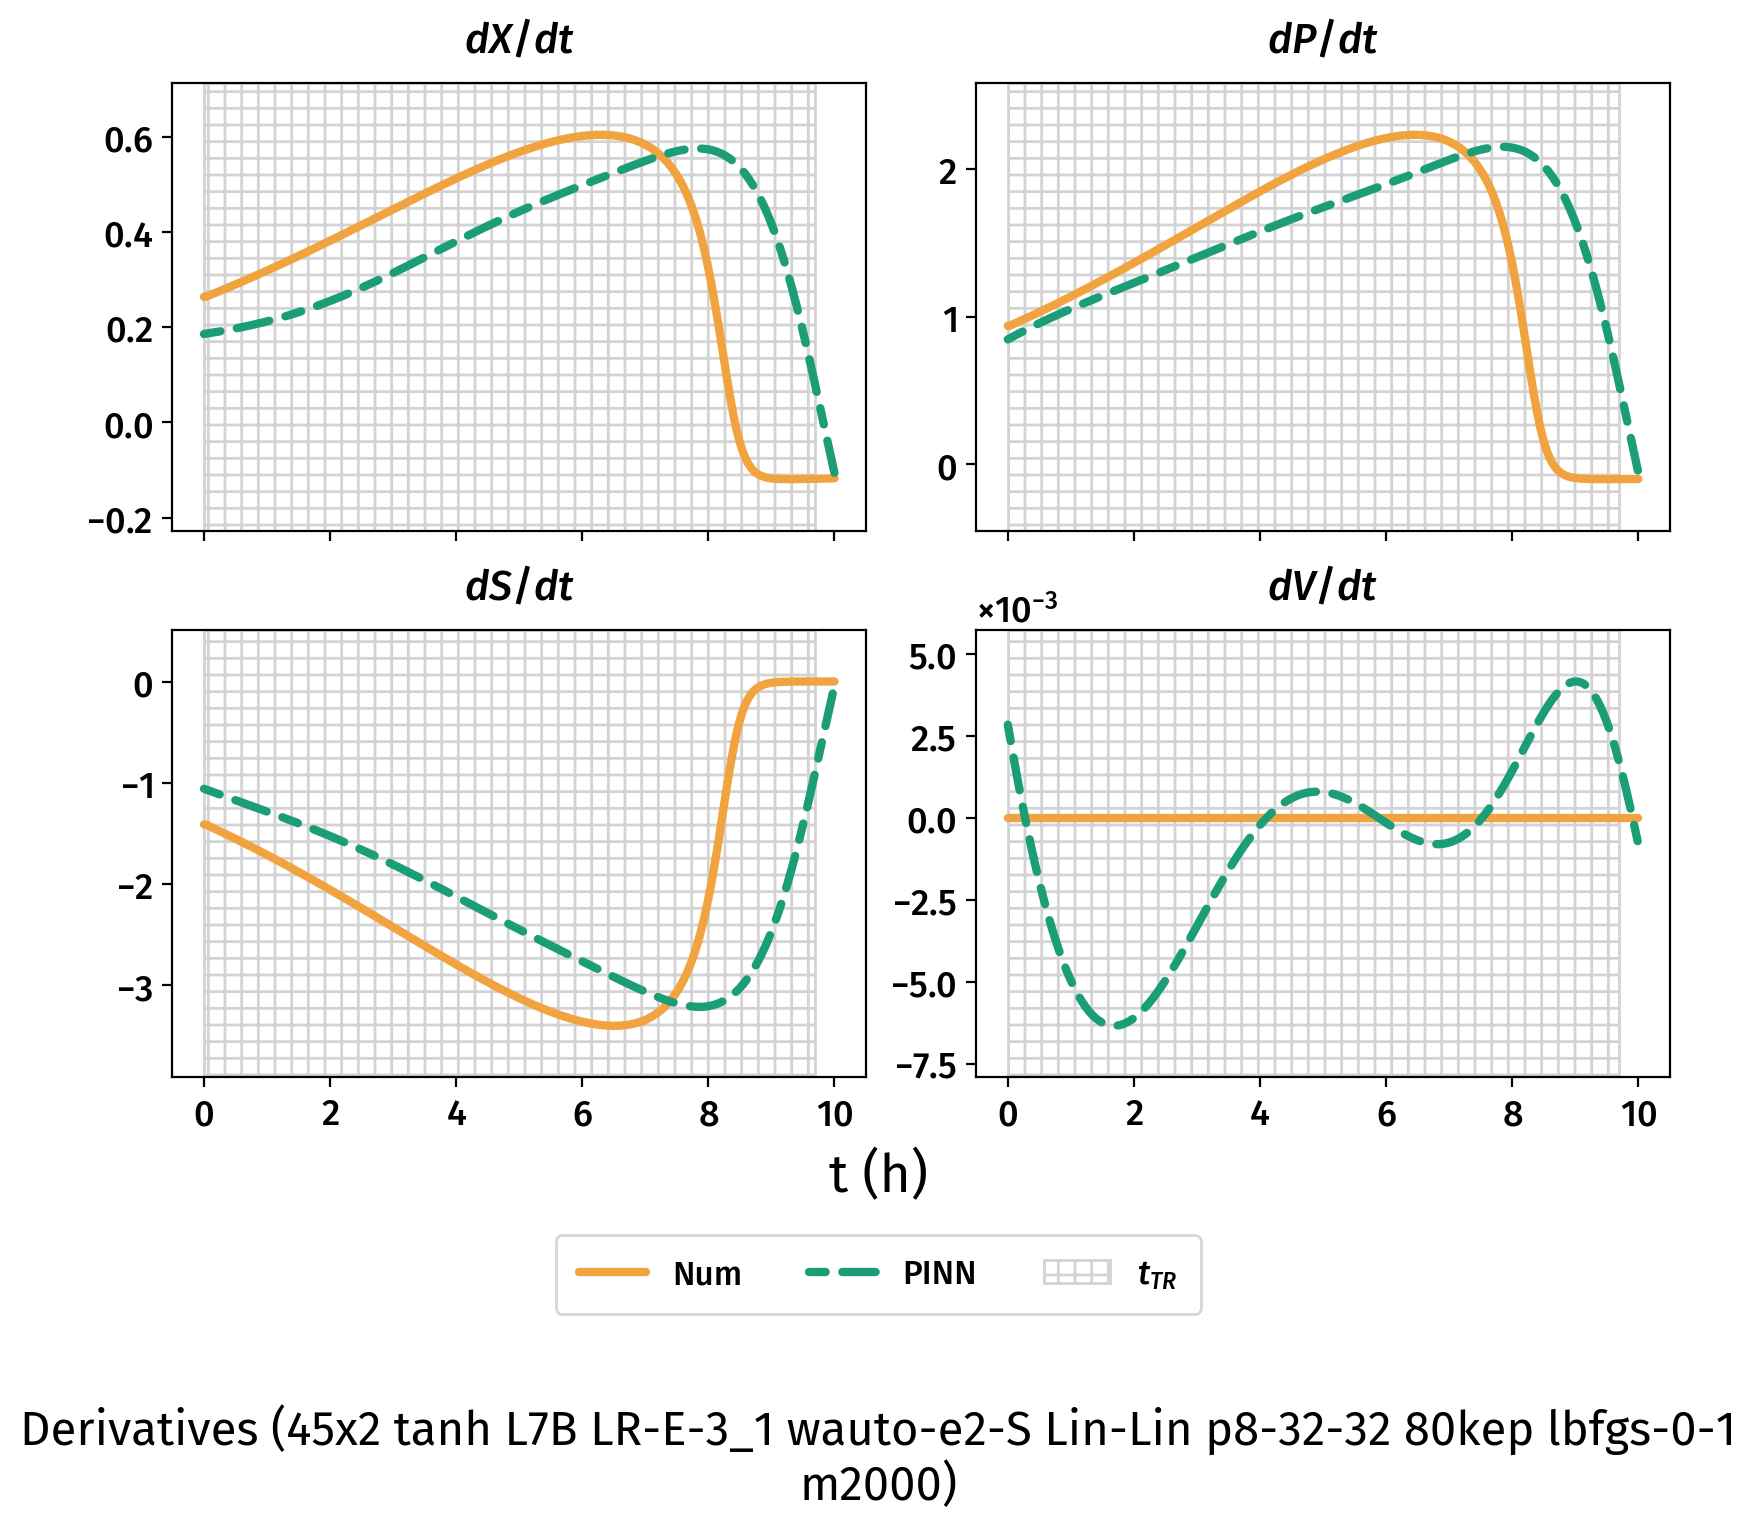 dX/dt
dP/dt
0.6
0.4
0.2
0.0
−0.2
2
1
0
dS/dt
dV/dt
×10⁻³
0
−1
−2
−3
5.0
2.5
0.0
−2.5
−5.0
−7.5
0 2 4 6 8 10
0 2 4 6 8 10
t (h)
Num PINN t_TR
Derivatives (45x2 tanh L7B LR-E-3_1 wauto-e2-S Lin-Lin p8-32-32 80kep lbfgs-0-1
m2000)